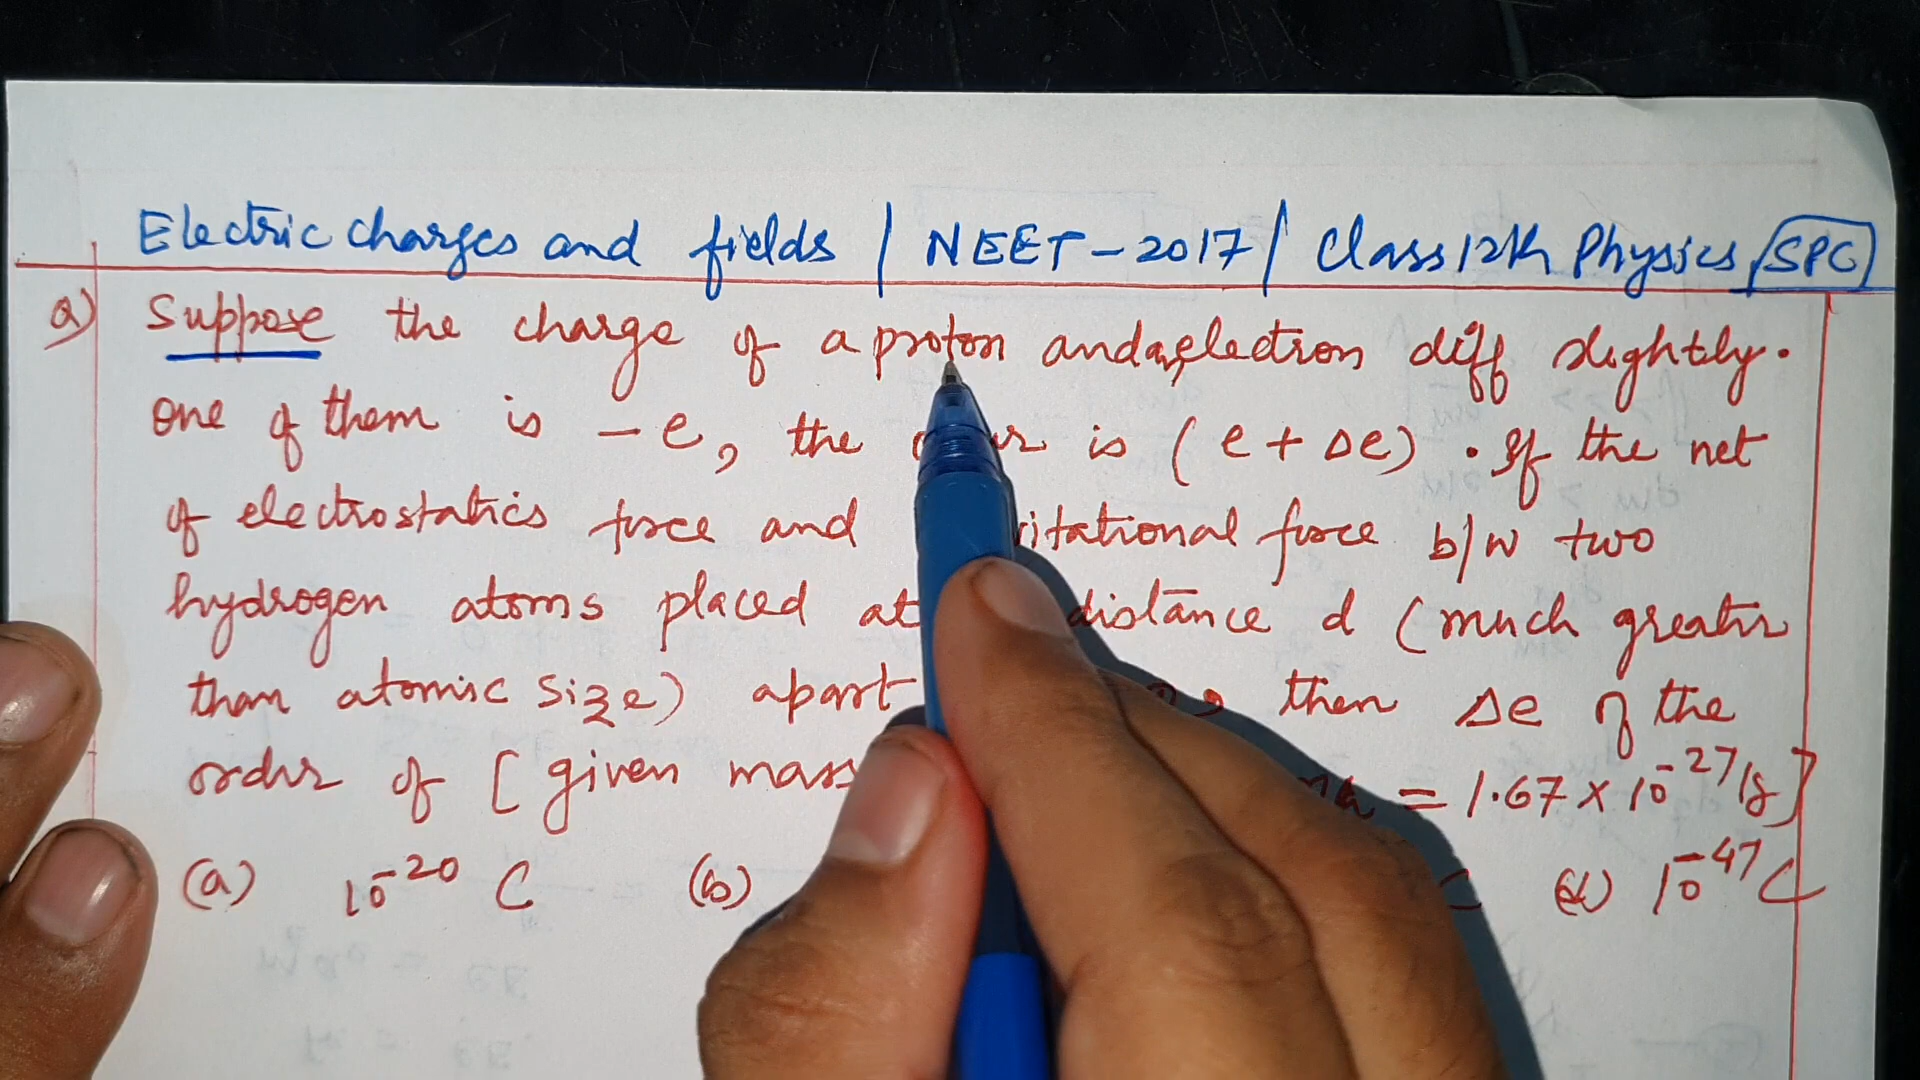 Electric charges and fields | NEET-2017 | Class 12th Physics /SPC
Q) Suppose the charge of a proton and an electron diff slightly.
one of them is -e, the is (e + Δe). If the net
of electrostatics force and force b/w two
hydrogen atoms placed at distance d (much greater
than atomic size) apart then Δe of the
order of [given mass = 1.67 × 10⁻²⁷ kg]
(a) 10⁻²⁰ C (b) C (d) 10⁻⁴⁷ C